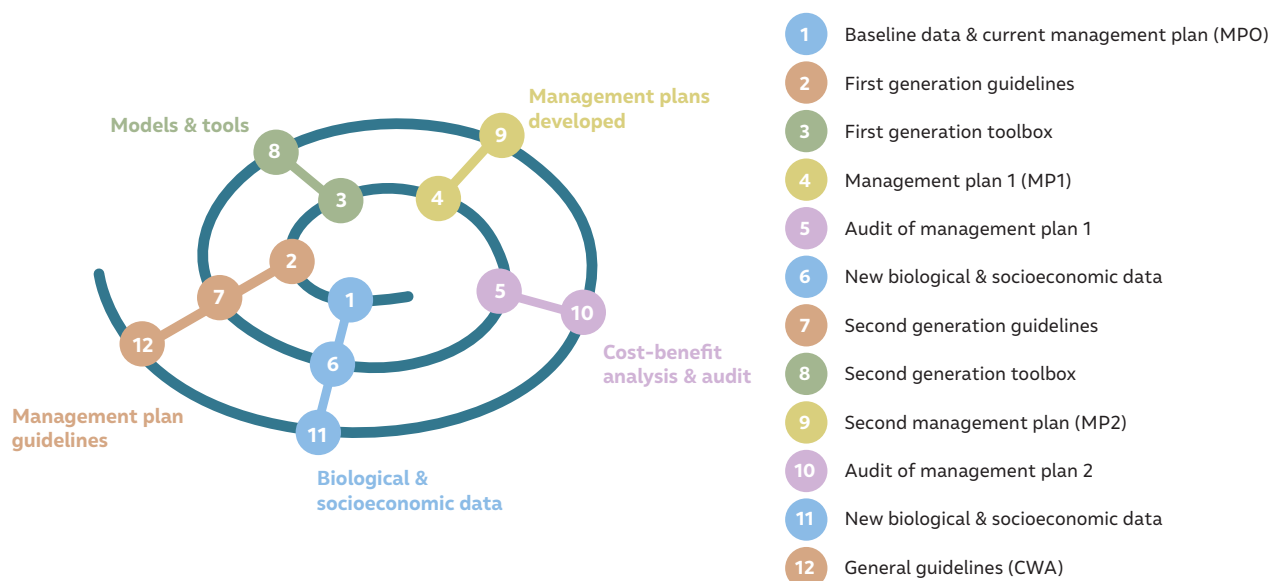 Models & tools
Management plans
developed
8
9
3
4
2
1
7
5
10
12
6
11
Cost-benefit
analysis & audit
Management plan
guidelines
Biological &
socioeconomic data
1 Baseline data & current management plan (MPO)
2 First generation guidelines
3 First generation toolbox
4 Management plan 1 (MP1)
5 Audit of management plan 1
6 New biological & socioeconomic data
7 Second generation guidelines
8 Second generation toolbox
9 Second management plan (MP2)
10 Audit of management plan 2
11 New biological & socioeconomic data
12 General guidelines (CWA)